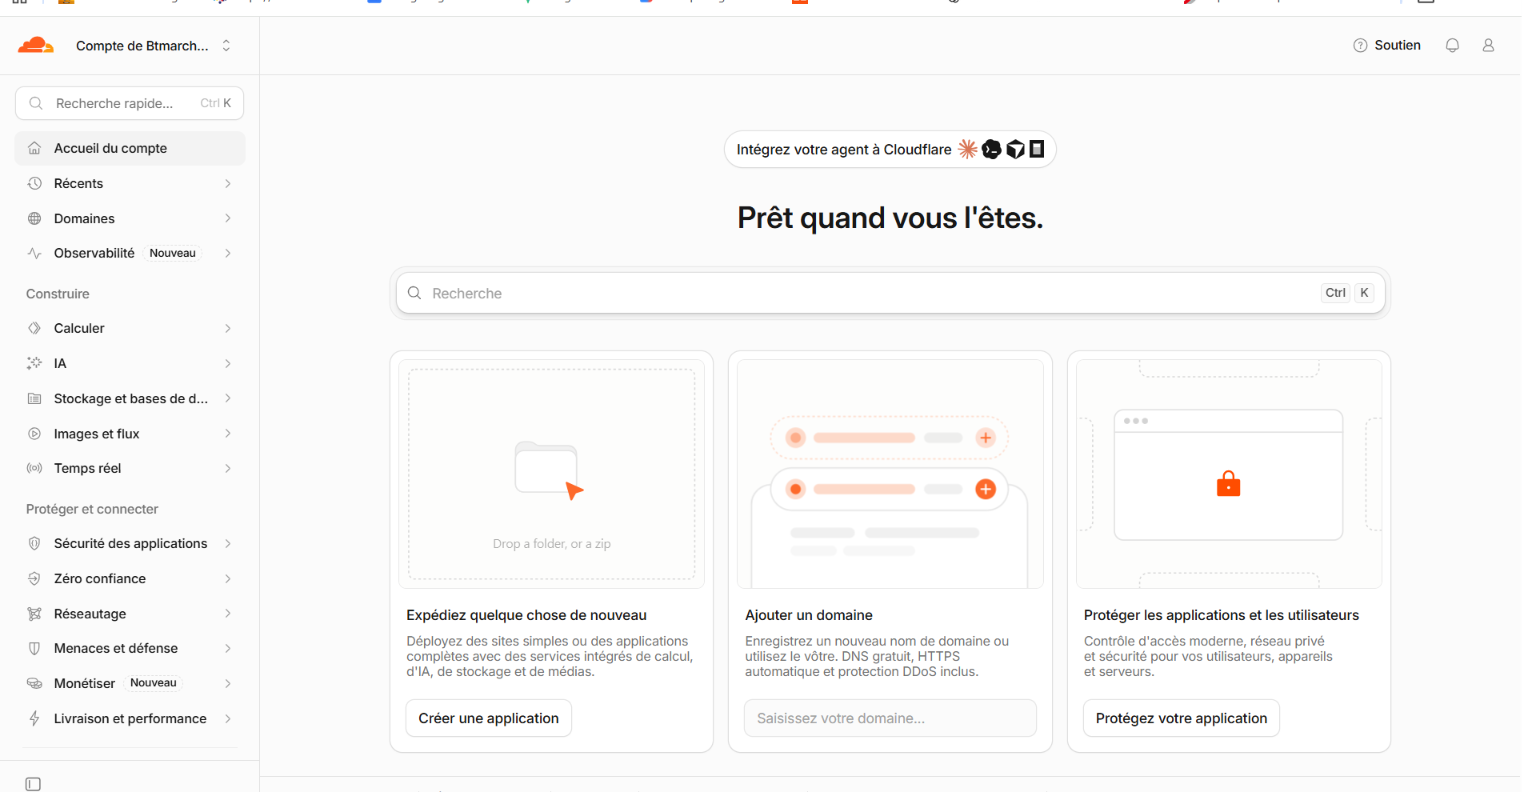 Compte de Btmarch...
Soutien
Recherche rapide...
Ctrl K
Accueil du compte
Récents
Domaines
Observabilité Nouveau
Construire
Calculer
IA
Stockage et bases de d...
Images et flux
Temps réel
Protéger et connecter
Sécurité des applications
Zéro confiance
Réseautage
Menaces et défense
Monétiser Nouveau
Livraison et performance
Intégrez votre agent à Cloudflare
Prêt quand vous l'êtes.
Recherche
Ctrl K
Drop a folder, or a zip
Expédiez quelque chose de nouveau
Déployez des sites simples ou des applications
complètes avec des services intégrés de calcul,
d'IA, de stockage et de médias.
Créer une application
Ajouter un domaine
Enregistrez un nouveau nom de domaine ou
utilisez le vôtre. DNS gratuit, HTTPS
automatique et protection DDoS inclus.
Saisissez votre domaine...
Protéger les applications et les utilisateurs
Contrôle d'accès moderne, réseau privé
et sécurité pour vos utilisateurs, appareils
et serveurs.
Protégez votre application